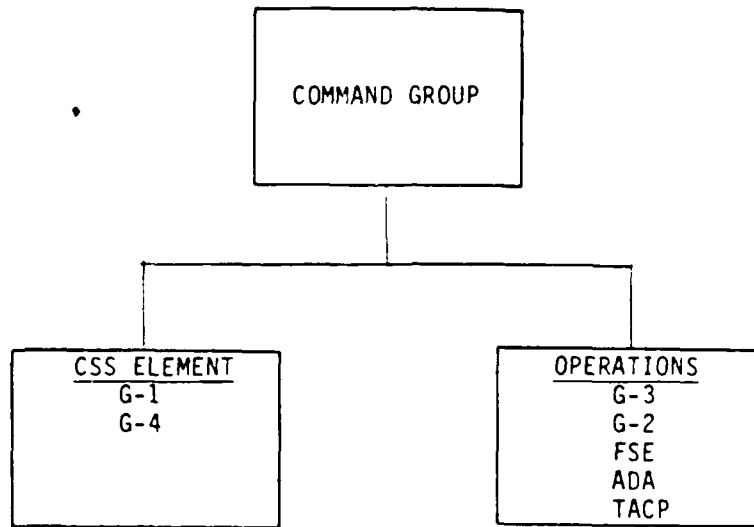 COMMAND GROUP
CSS ELEMENT
G-1
G-4
OPERATIONS
G-3
G-2
FSE
ADA
TACP